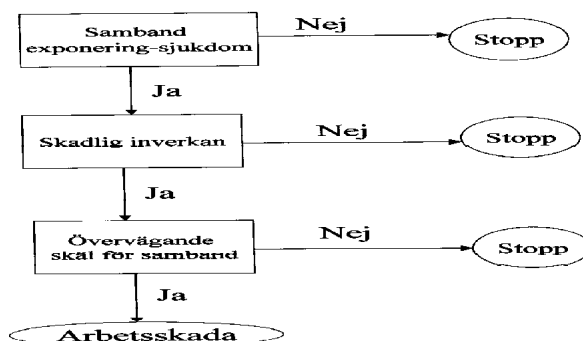 Samband
exponering-sjukdom
Nej
Stopp
Ja
Skadlig inverkan
Nej
Stopp
Ja
Övervägande
skäl för samband
Nej
Stopp
Ja
Arbetsskada